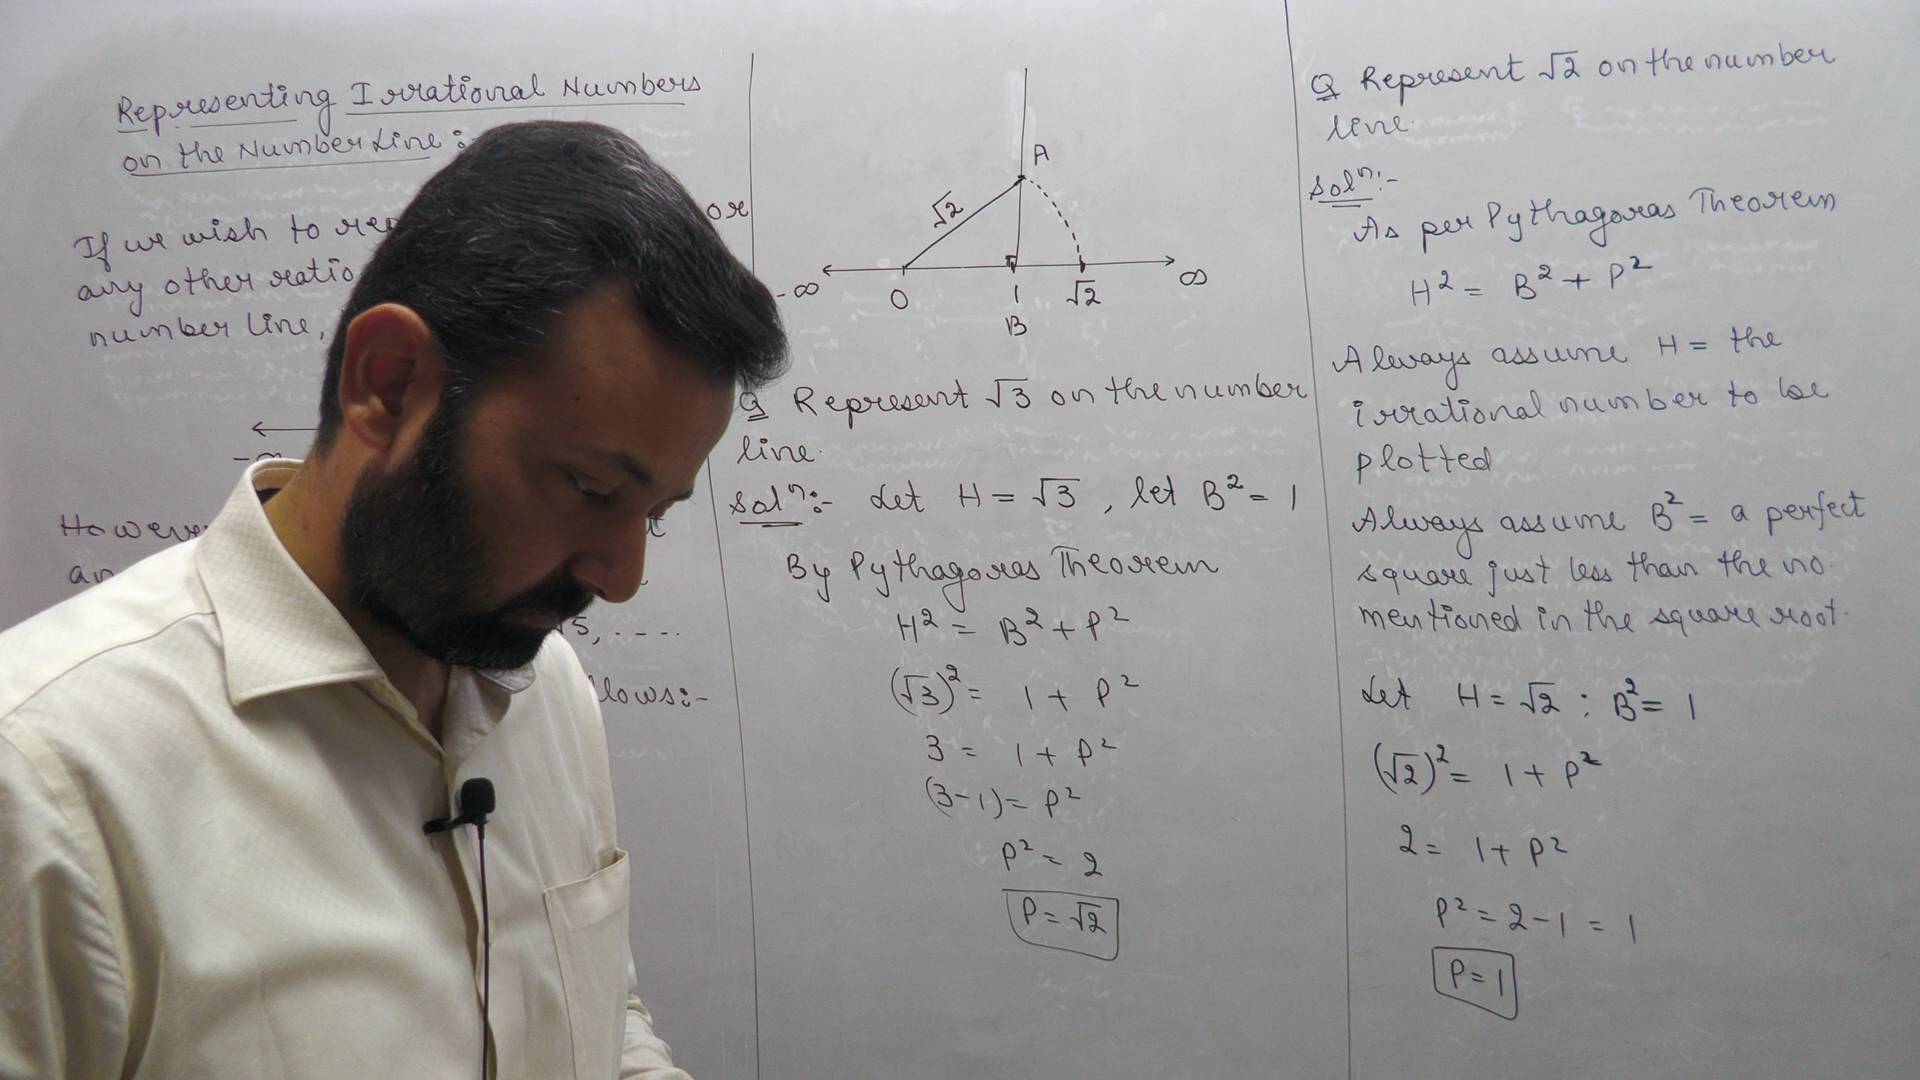 Representing Irrational Numbers
on the Number Line :-
If we wish to
or
any other
number line,
-∞
√5, ....
lows:-
A
√2
-∞ 0 1 √2 ∞
B
Q Represent √3 on the number
line.
Solⁿ:- Let H = √3 , let B² = 1
By Pythagoras Theorem
H² = B² + P²
(√3)² = 1 + P²
3 = 1 + P²
(3-1) = P²
P² = 2
P = √2
Q Represent √2 on the number
line.
Solⁿ:-
As per Pythagoras Theorem
H² = B² + P²
Always assume H = the
irrational number to be
plotted
Always assume B² = a perfect
square just less than the no.
mentioned in the square root.
Let H = √2 ; B² = 1
(√2)² = 1 + P²
2 = 1 + P²
P² = 2 - 1 = 1
P = 1